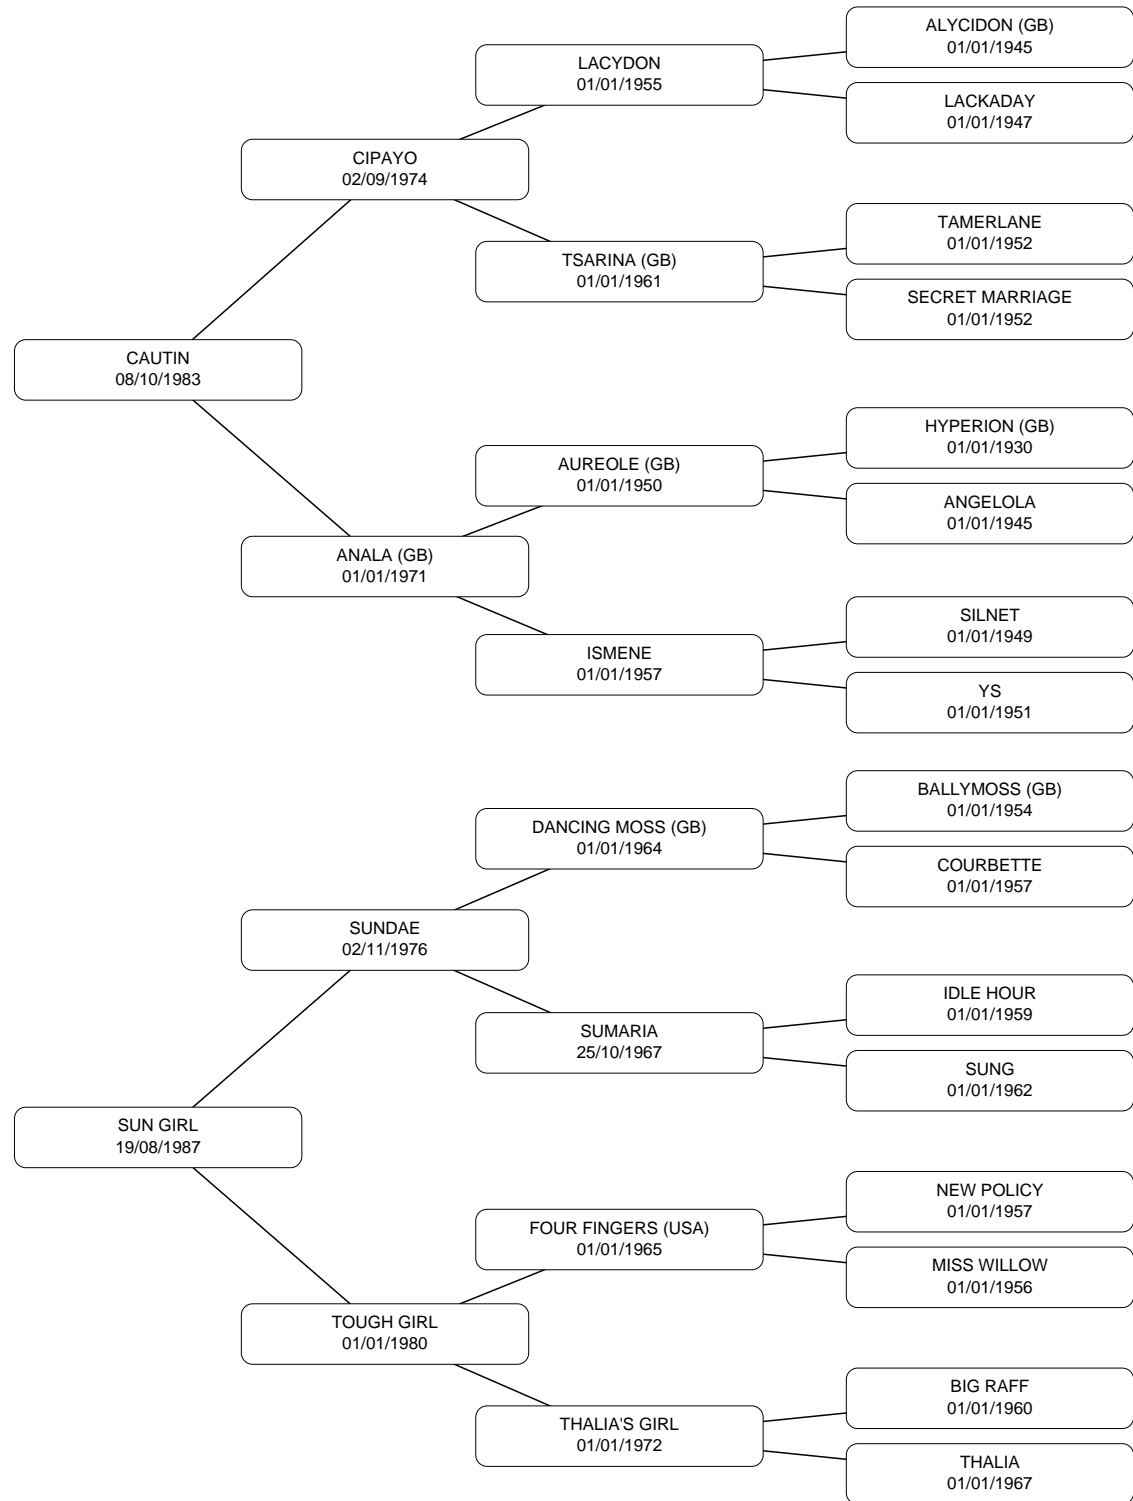 ALYCIDON (GB)
01/01/1945
LACYDON
01/01/1955
LACKADAY
01/01/1947
CIPAYO
02/09/1974
TAMERLANE
01/01/1952
TSARINA (GB)
01/01/1961
SECRET MARRIAGE
01/01/1952
CAUTIN
08/10/1983
HYPERION (GB)
01/01/1930
AUREOLE (GB)
01/01/1950
ANGELOLA
01/01/1945
ANALA (GB)
01/01/1971
SILNET
01/01/1949
ISMENE
01/01/1957
YS
01/01/1951
BALLYMOSS (GB)
01/01/1954
DANCING MOSS (GB)
01/01/1964
COURBETTE
01/01/1957
SUNDAE
02/11/1976
IDLE HOUR
01/01/1959
SUMARIA
25/10/1967
SUNG
01/01/1962
SUN GIRL
19/08/1987
NEW POLICY
01/01/1957
FOUR FINGERS (USA)
01/01/1965
MISS WILLOW
01/01/1956
TOUGH GIRL
01/01/1980
BIG RAFF
01/01/1960
THALIA'S GIRL
01/01/1972
THALIA
01/01/1967